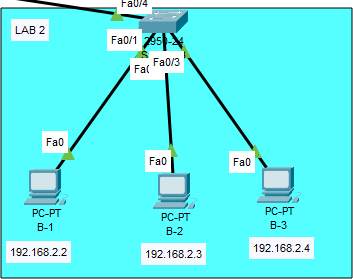 Fa0/4
LAB 2
Fa0/1
2950-24
Fa0/3
Fa0
Fa0
Fa0
PC-PT
B-1
PC-PT
B-2
PC-PT
B-3
192.168.2.2
192.168.2.3
192.168.2.4